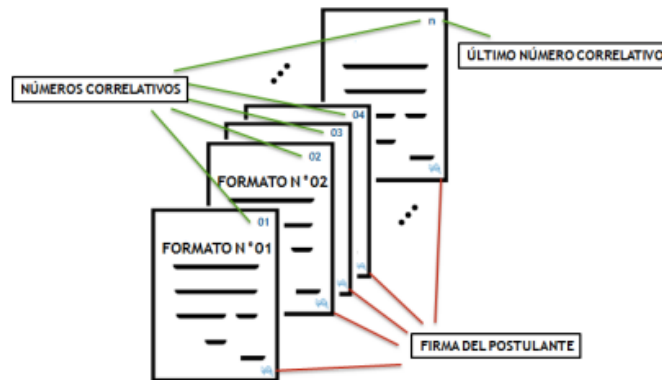 n
ÚLTIMO NÚMERO CORRELATIVO
NÚMEROS CORRELATIVOS
04
03
02
FORMATO N°02
01
FORMATO N°01
FIRMA DEL POSTULANTE